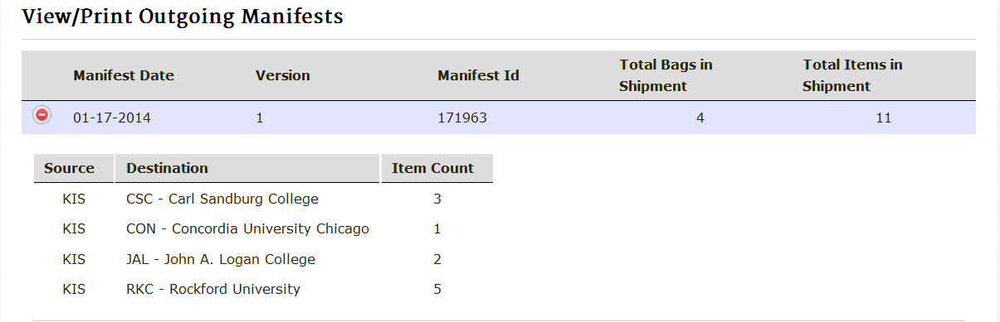 View/Print Outgoing Manifests
Manifest Date Version Manifest Id Total Bags in Shipment Total Items in Shipment
01-17-2014 1 171963 4 11
Source Destination Item Count
KIS CSC - Carl Sandburg College 3
KIS CON - Concordia University Chicago 1
KIS JAL - John A. Logan College 2
KIS RKC - Rockford University 5